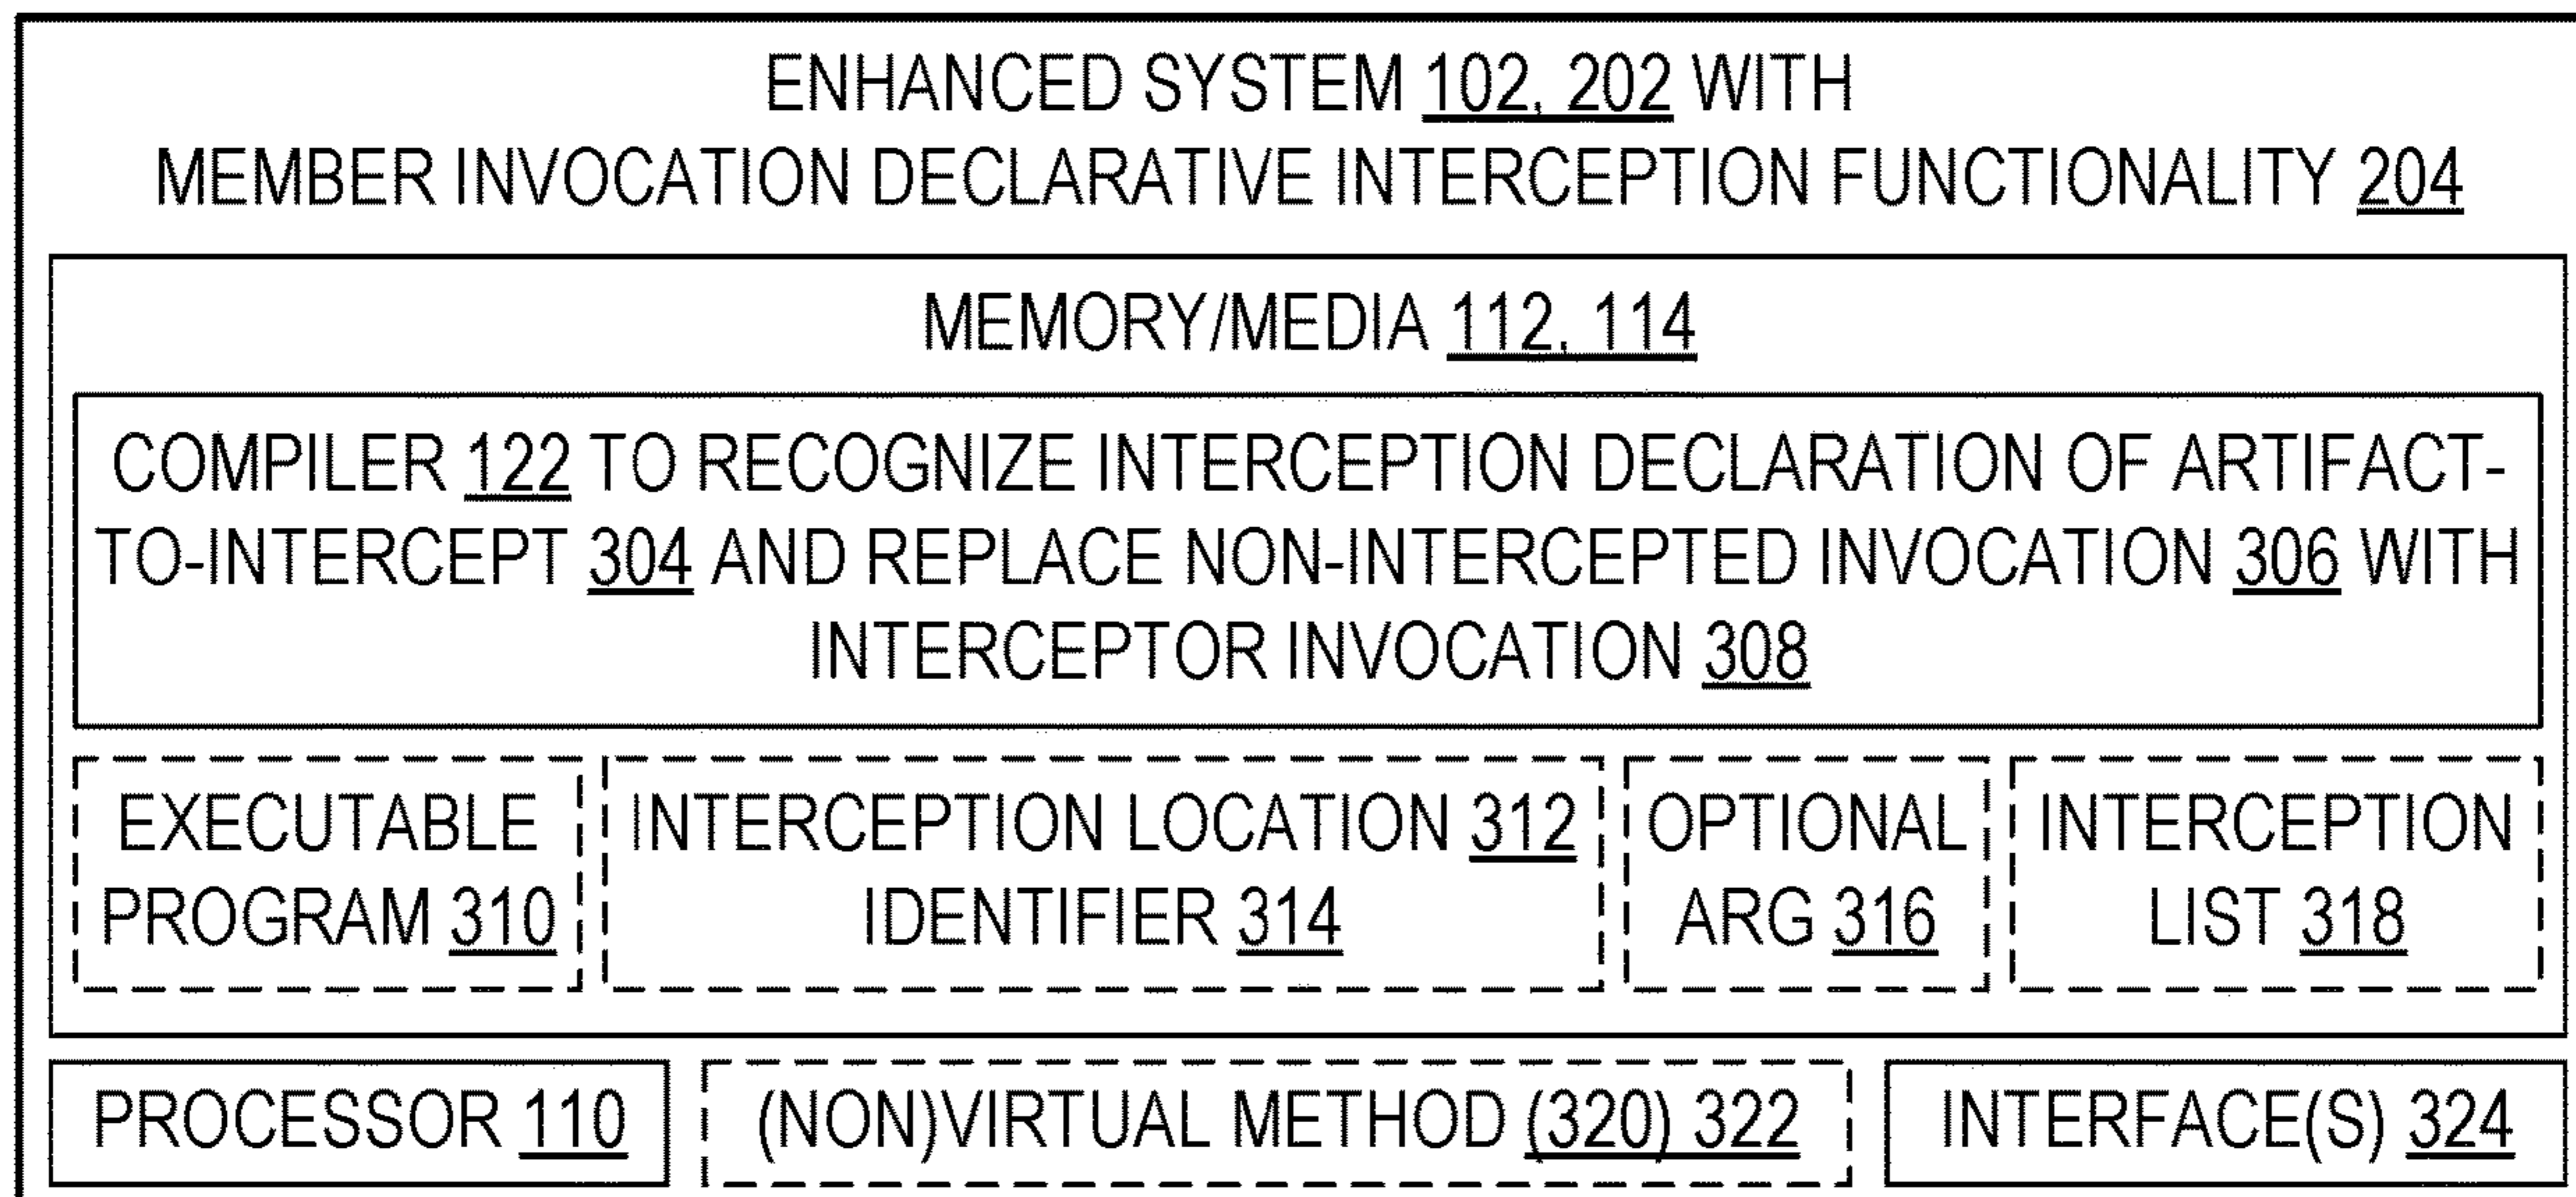 ENHANCED SYSTEM 102, 202 WITH
MEMBER INVOCATION DECLARATIVE INTERCEPTION FUNCTIONALITY 204
MEMORY/MEDIA 112, 114
COMPILER 122 TO RECOGNIZE INTERCEPTION DECLARATION OF ARTIFACT-
TO-INTERCEPT 304 AND REPLACE NON-INTERCEPTED INVOCATION 306 WITH
INTERCEPTOR INVOCATION 308
EXECUTABLE
PROGRAM 310
INTERCEPTION LOCATION 312
IDENTIFIER 314
OPTIONAL
ARG 316
INTERCEPTION
LIST 318
PROCESSOR 110
(NON)VIRTUAL METHOD (320) 322
INTERFACE(S) 324